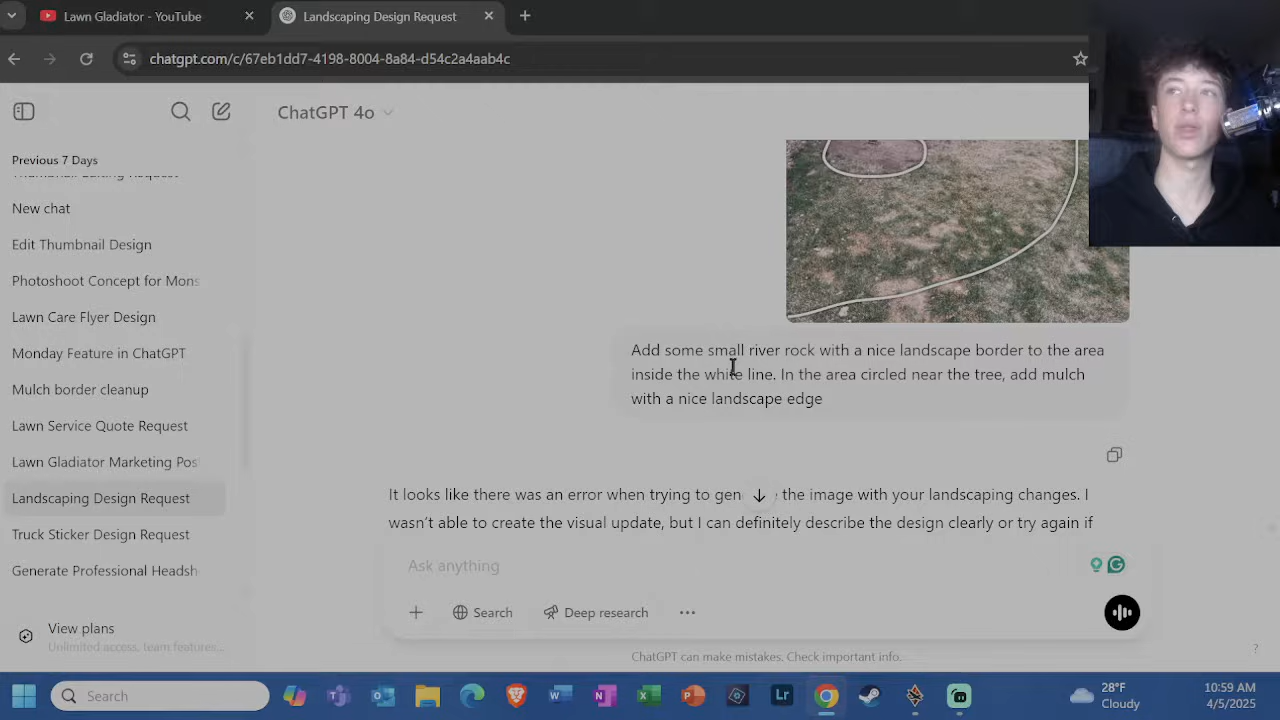 Lawn Gladiator - YouTube
Landscaping Design Request
chatgpt.com/c/67eb1dd7-4198-8004-8a84-d54c2a4aab4c
ChatGPT 4o
Previous 7 Days
Thumbnail Editing Request
New chat
Edit Thumbnail Design
Photoshoot Concept for Mons
Lawn Care Flyer Design
Monday Feature in ChatGPT
Mulch border cleanup
Lawn Service Quote Request
Lawn Gladiator Marketing Pos
Landscaping Design Request
Truck Sticker Design Request
Generate Professional Headsh
View plans
Unlimited access, team features...
Add some small river rock with a nice landscape border to the area
inside the white line. In the area circled near the tree, add mulch
with a nice landscape edge
It looks like there was an error when trying to gen the image with your landscaping changes. I
wasn't able to create the visual update, but I can definitely describe the design clearly or try again if
Ask anything
Search
Deep research
ChatGPT can make mistakes. Check important info.
?
Search
28°F
Cloudy
10:59 AM
4/5/2025